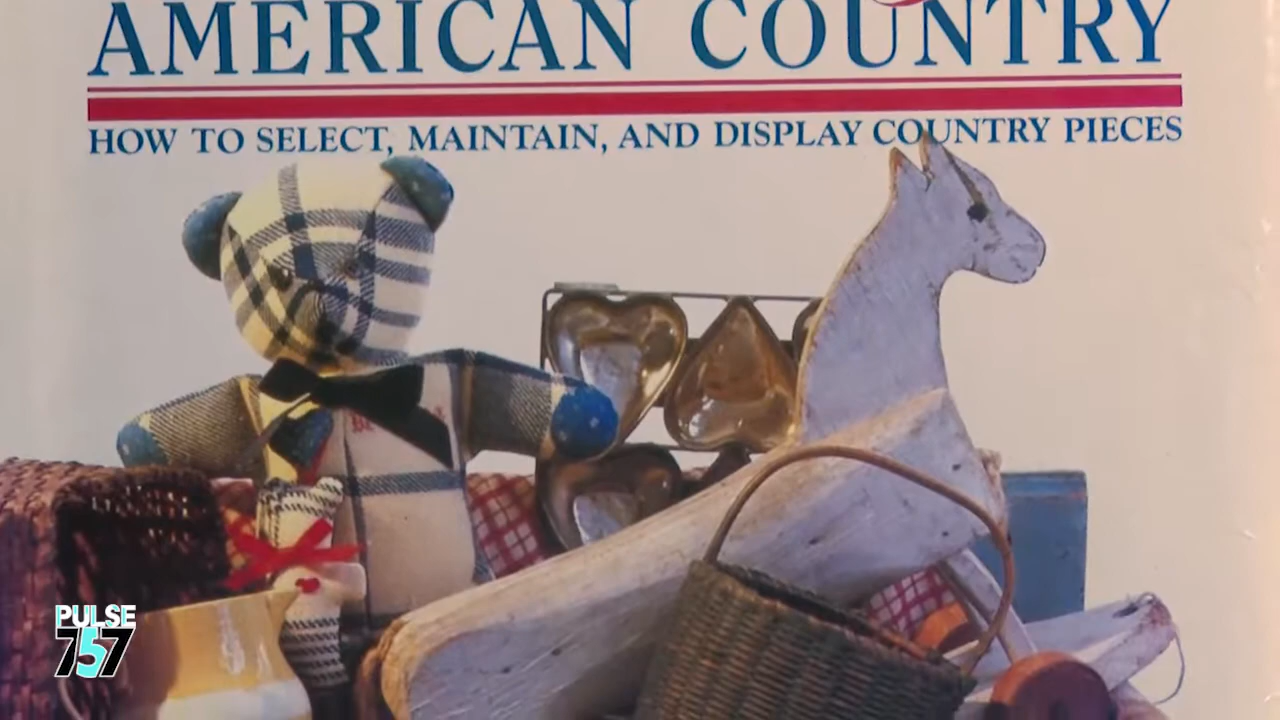 AMERICAN COUNTRY
HOW TO SELECT, MAINTAIN, AND DISPLAY COUNTRY PIECES
PULSE
757